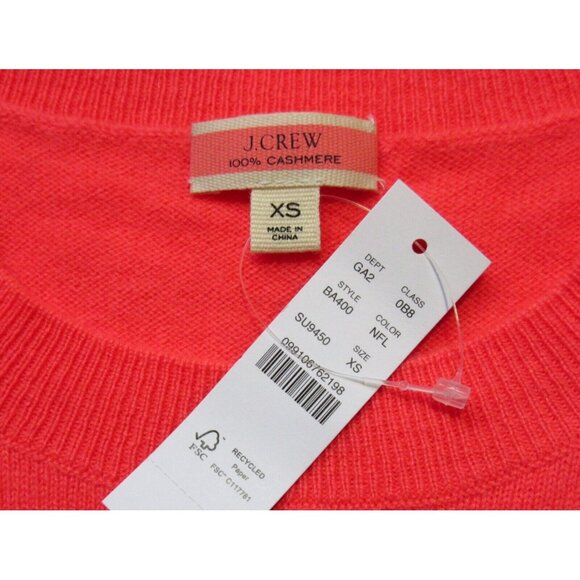 J.CREW
100% CASHMERE
XS
MADE IN
CHINA
DEPT CLASS
GA2 0B8
STYLE COLOR
BA400 NFL
SIZE
SU9450 XS
099106762198
FSC
RECYCLED
Paper
FSC® C117781